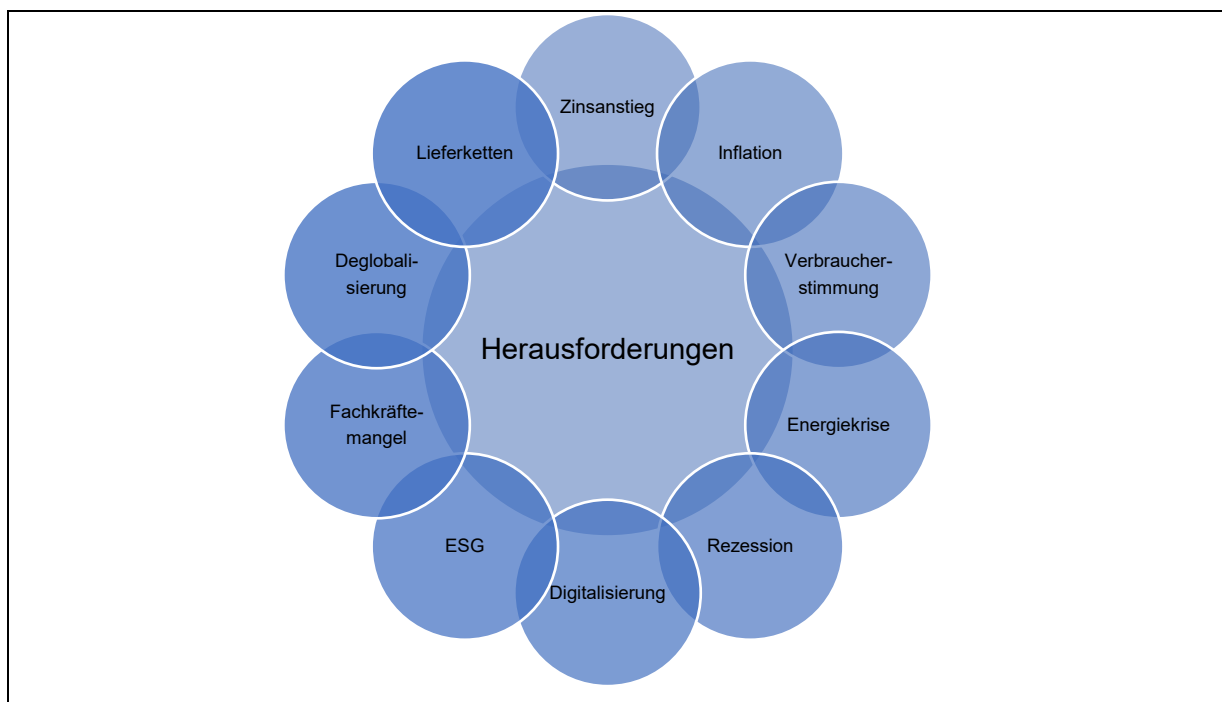 Zinsanstieg
Lieferketten
Inflation
Deglobali-
sierung
Verbraucher-
stimmung
Herausforderungen
Fachkräfte-
mangel
Energiekrise
ESG
Rezession
Digitalisierung